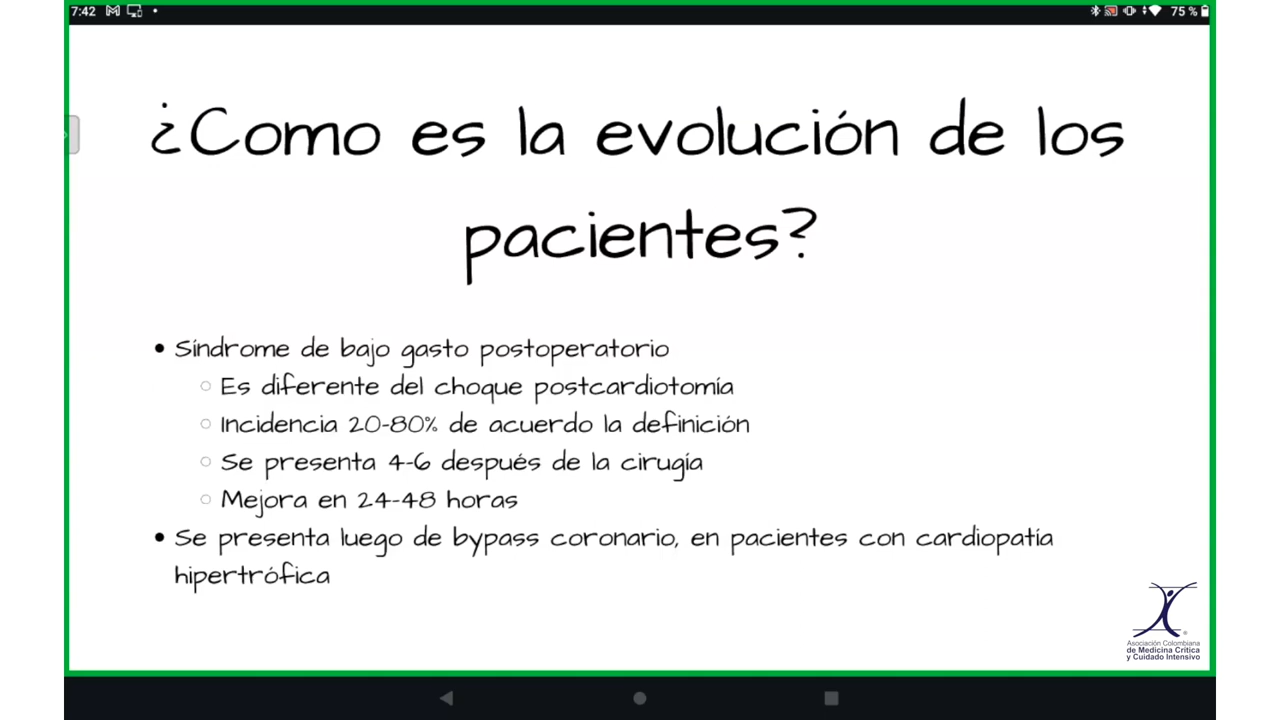 7:42
75 %
¿Como es la evolución de los
pacientes?
• Síndrome de bajo gasto postoperatorio
○ Es diferente del choque postcardiotomía
○ Incidencia 20-80% de acuerdo la definición
○ Se presenta 4-6 después de la cirugía
○ Mejora en 24-48 horas
• Se presenta luego de bypass coronario, en pacientes con cardiopatía
hipertrófica
Asociación Colombiana
de Medicina Crítica
y Cuidado Intensivo